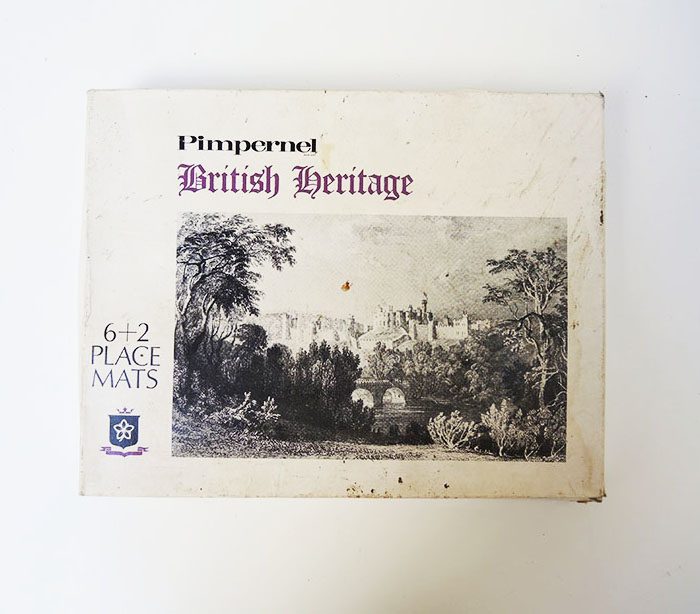 Pimpernel
British Heritage
6+2
PLACE
MATS